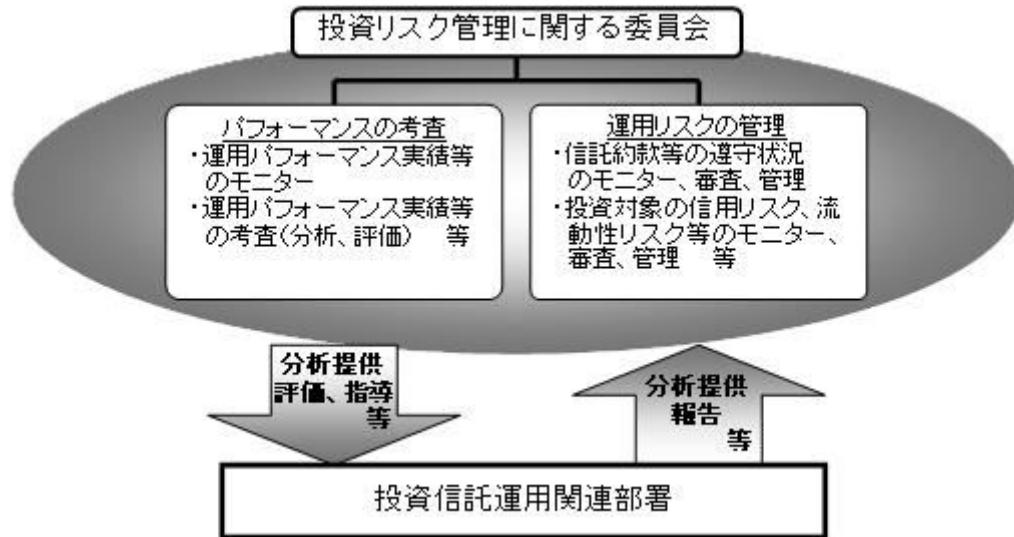 投資リスク管理に関する委員会
パフォーマンスの考査
・運用パフォーマンス実績等
のモニター
・運用パフォーマンス実績等
の考査(分析、評価) 等
運用リスクの管理
・信託約款等の遵守状況
のモニター、審査、管理
・投資対象の信用リスク、流
動性リスク等のモニター、
審査、管理 等
分析提供
評価、指導
等
分析提供
報告
等
投資信託運用関連部署